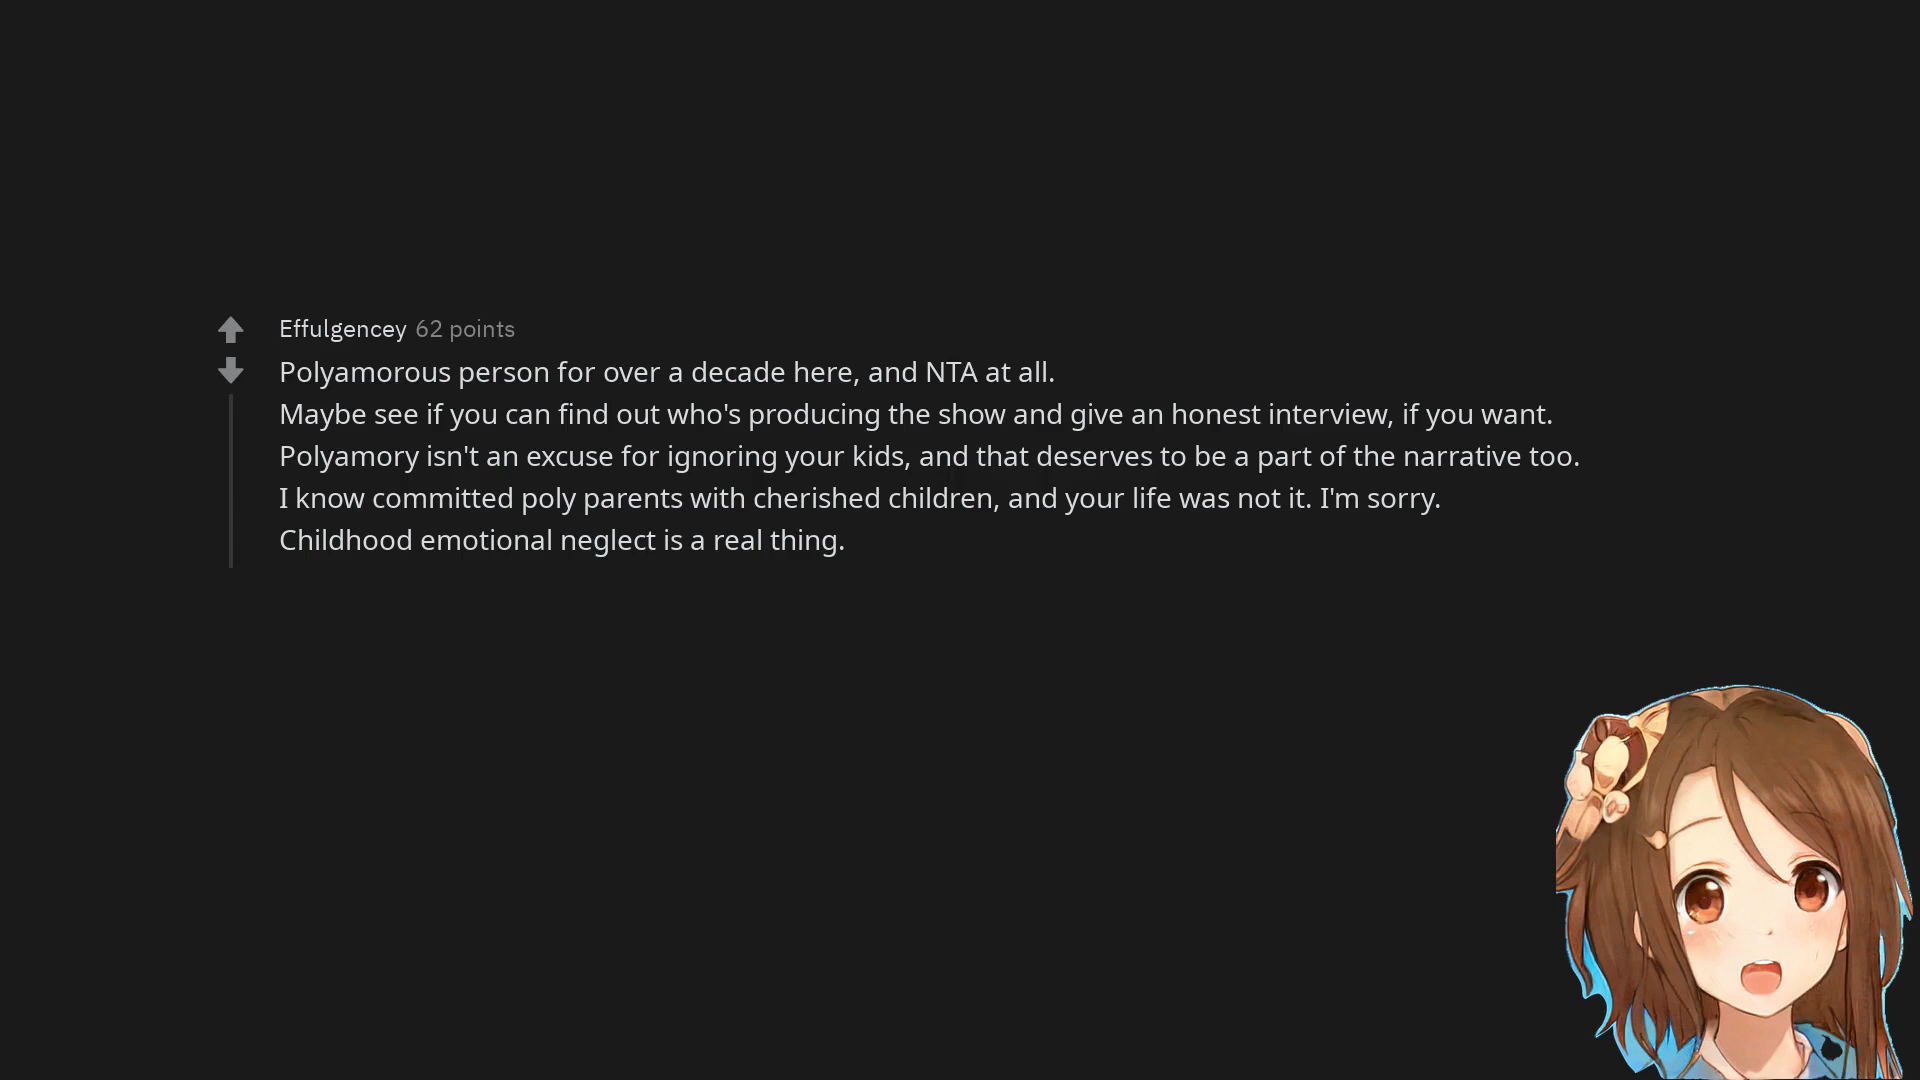 Effulgencey 62 points
Polyamorous person for over a decade here, and NTA at all.
Maybe see if you can find out who's producing the show and give an honest interview, if you want.
Polyamory isn't an excuse for ignoring your kids, and that deserves to be a part of the narrative too.
I know committed poly parents with cherished children, and your life was not it. I'm sorry.
Childhood emotional neglect is a real thing.